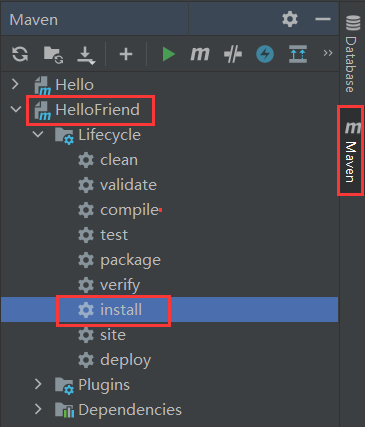 Maven
Hello
HelloFriend
Lifecycle
clean
validate
compile
test
package
verify
install
site
deploy
Plugins
Dependencies
Database
m Maven